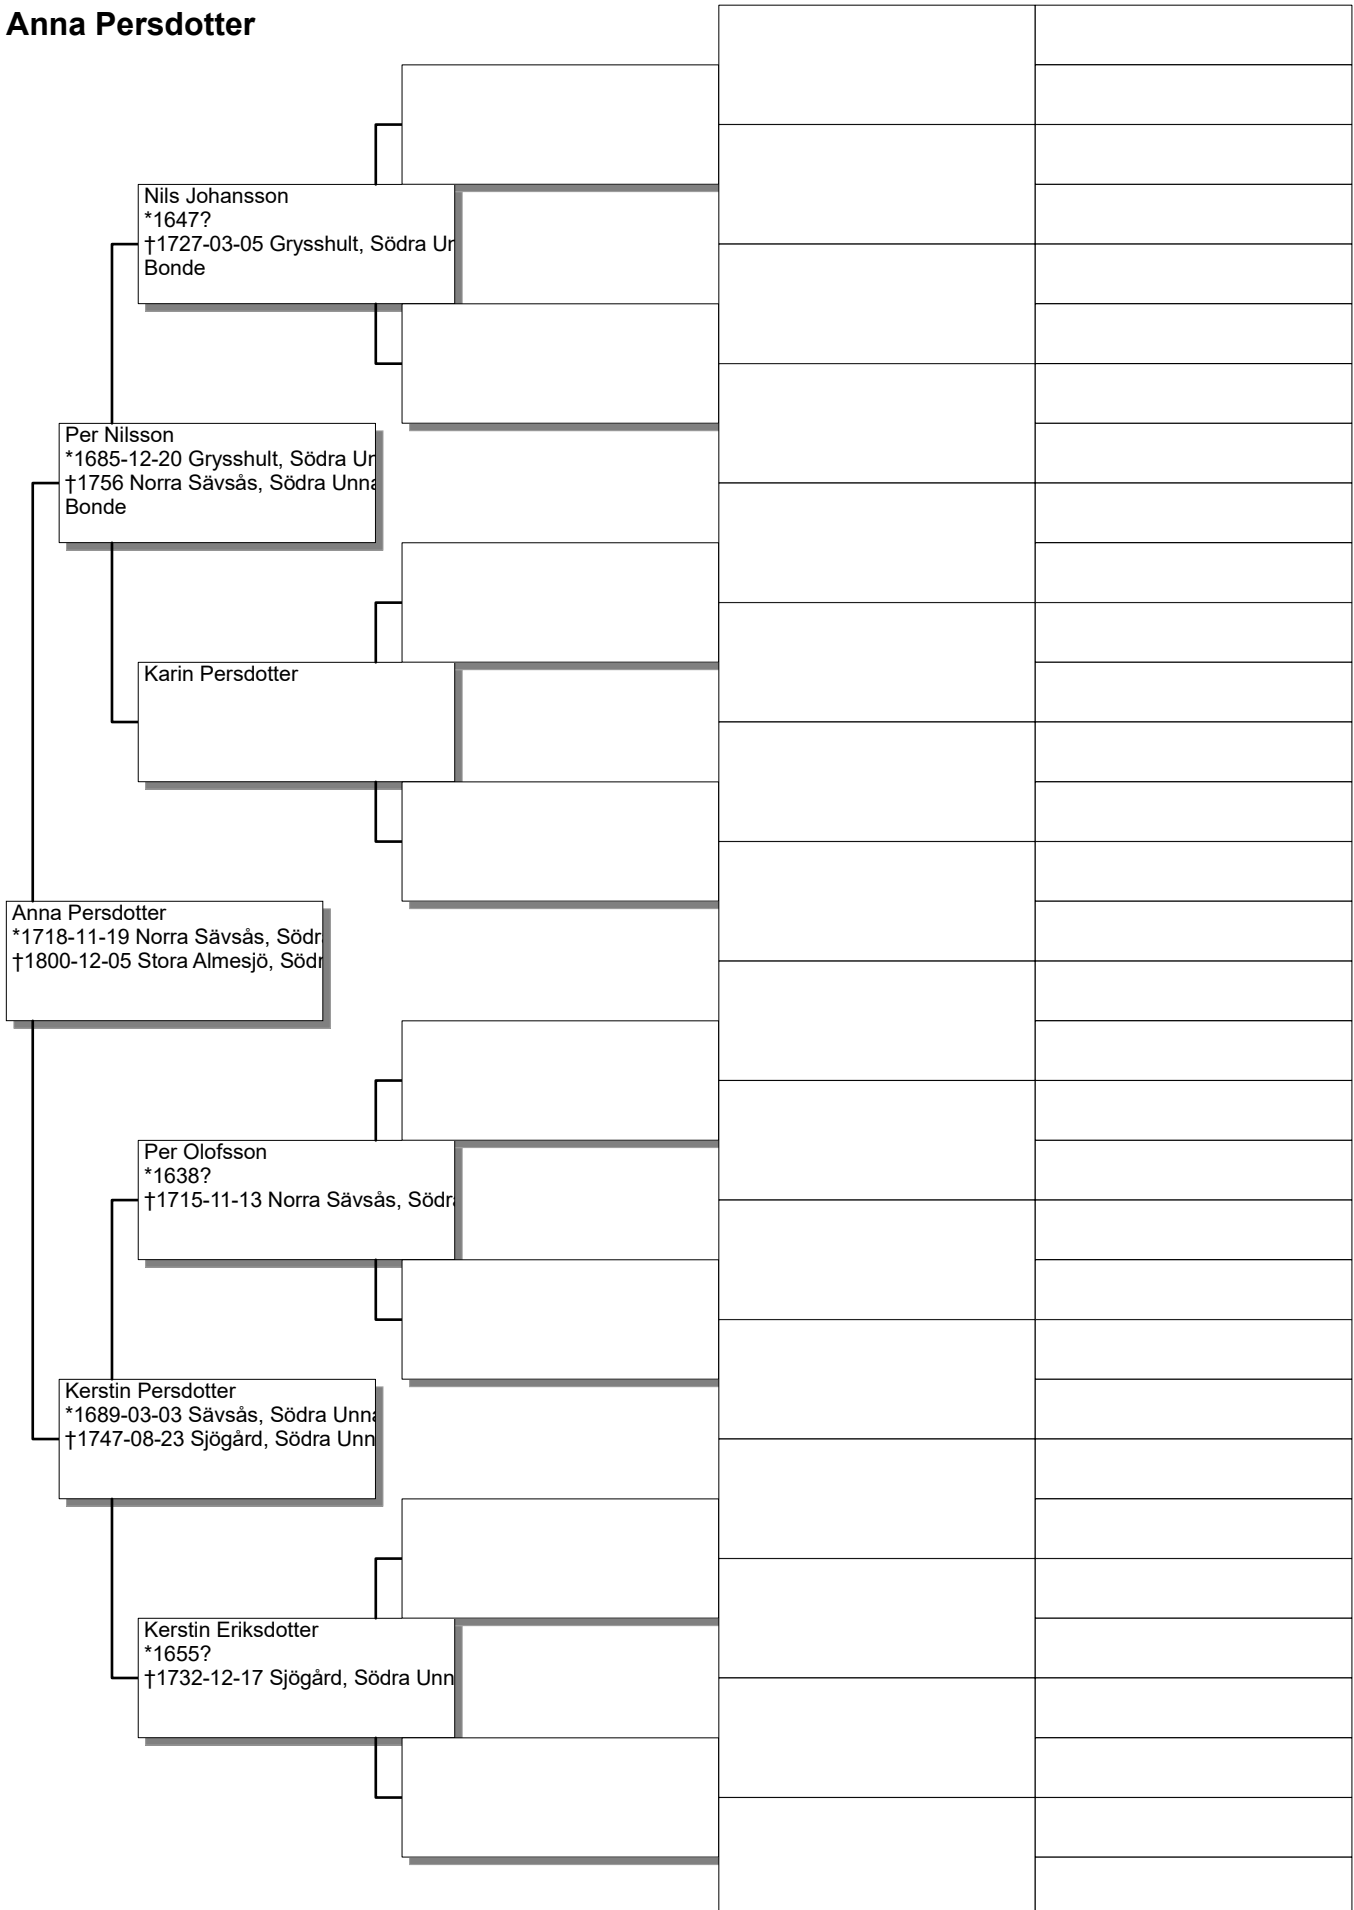 Anna Persdotter
Nils Johansson
*1647?
†1727-03-05 Grysshult, Södra Ur
Bonde
Per Nilsson
*1685-12-20 Grysshult, Södra Ur
†1756 Norra Sävsås, Södra Unna
Bonde
Karin Persdotter
Anna Persdotter
*1718-11-19 Norra Sävsås, Södr
†1800-12-05 Stora Almesjö, Södr
Per Olofsson
*1638?
†1715-11-13 Norra Sävsås, Södra
Kerstin Persdotter
*1689-03-03 Sävsås, Södra Unna
†1747-08-23 Sjögård, Södra Unn
Kerstin Eriksdotter
*1655?
†1732-12-17 Sjögård, Södra Unn